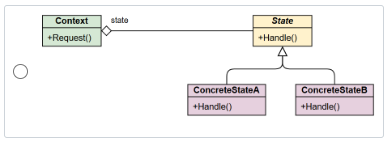 Context
state
State
+Request()
+Handle()
ConcreteStateA
ConcreteStateB
+Handle()
+Handle()